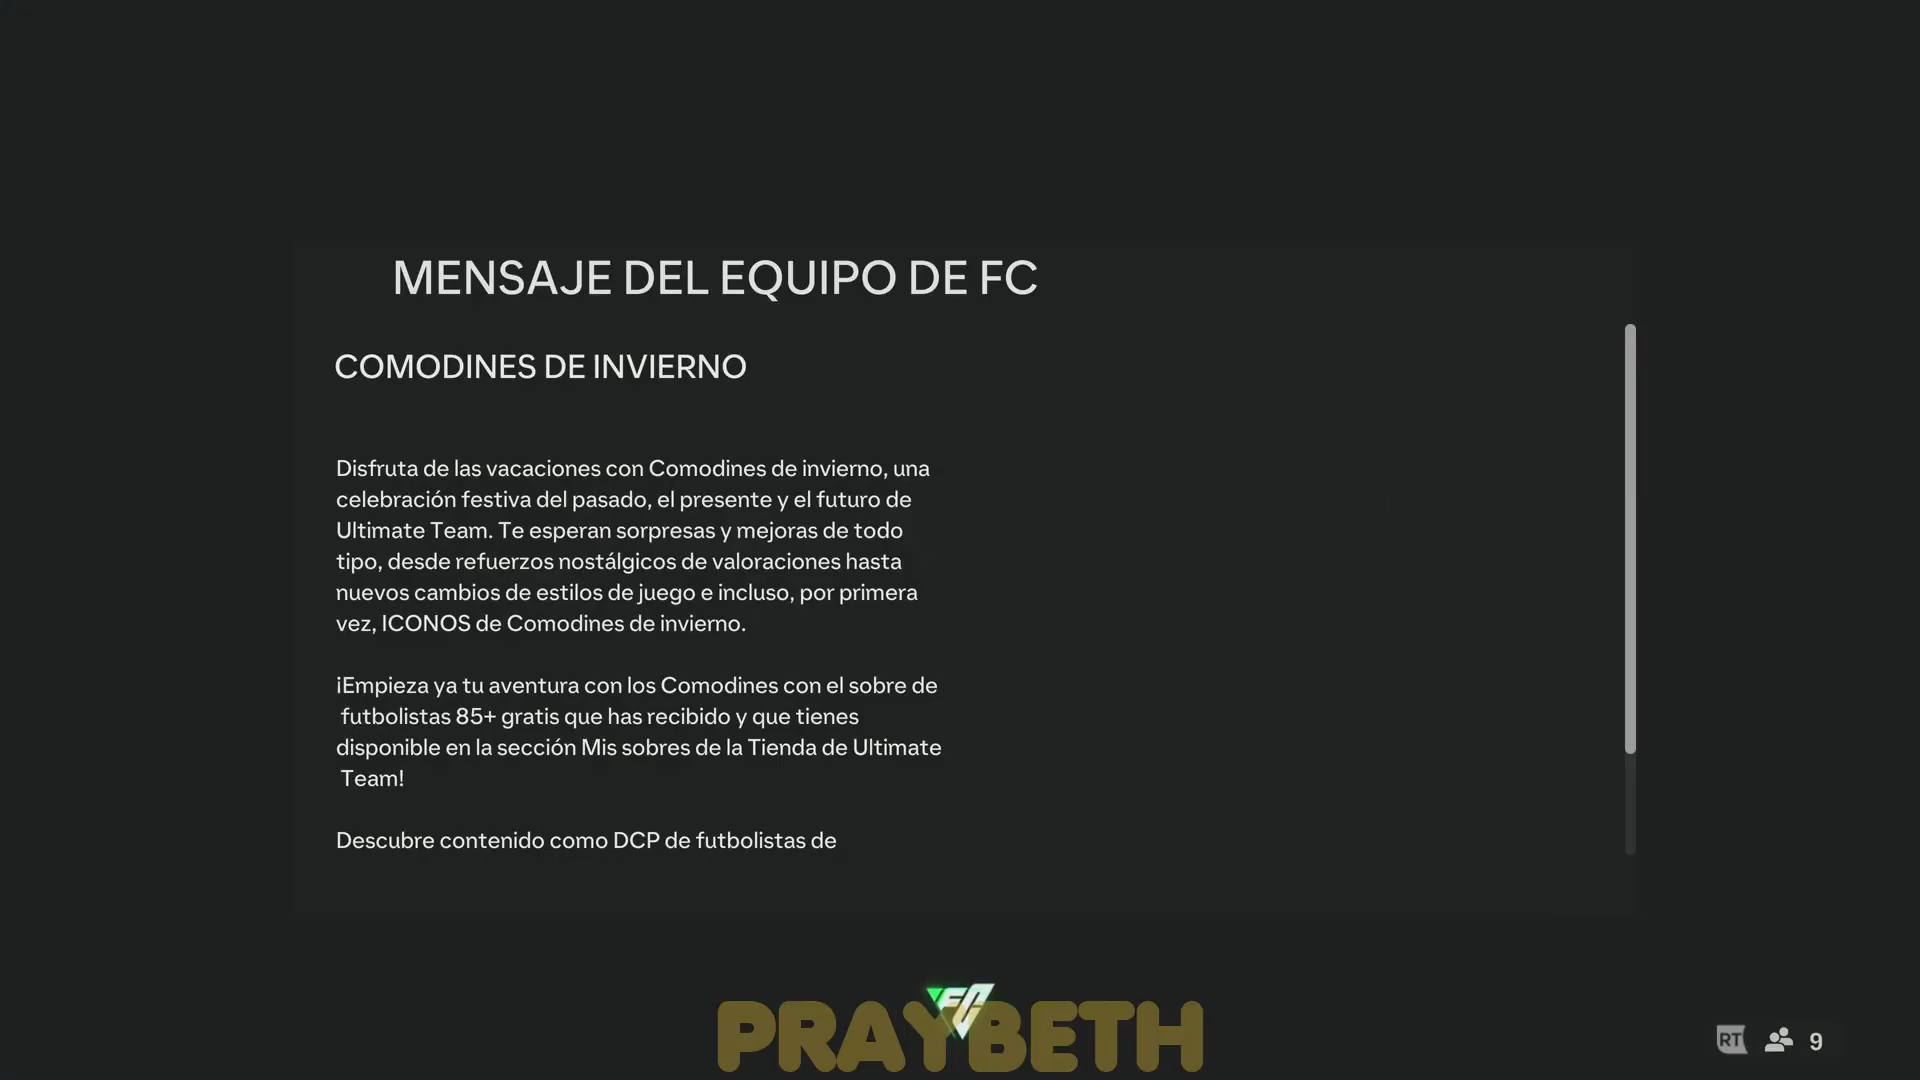 MENSAJE DEL EQUIPO DE FC
COMODINES DE INVIERNO
Disfruta de las vacaciones con Comodines de invierno, una
celebración festiva del pasado, el presente y el futuro de
Ultimate Team. Te esperan sorpresas y mejoras de todo
tipo, desde refuerzos nostálgicos de valoraciones hasta
nuevos cambios de estilos de juego e incluso, por primera
vez, ICONOS de Comodines de invierno.
¡Empieza ya tu aventura con los Comodines con el sobre de
futbolistas 85+ gratis que has recibido y que tienes
disponible en la sección Mis sobres de la Tienda de Ultimate
Team!
Descubre contenido como DCP de futbolistas de
FC
PRAYBETH
RT 9